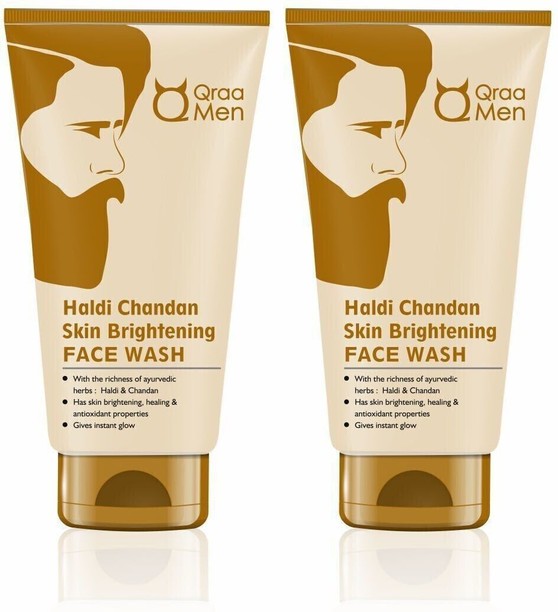 Qraa
Men
Haldi Chandan
Skin Brightening
FACE WASH
• With the richness of ayurvedic
herbs : Haldi & Chandan
• Has skin brightening, healing &
antioxidant properties
• Gives instant glow
Qraa
Men
Haldi Chandan
Skin Brightening
FACE WASH
• With the richness of ayurvedic
herbs : Haldi & Chandan
• Has skin brightening, healing &
antioxidant properties
• Gives instant glow